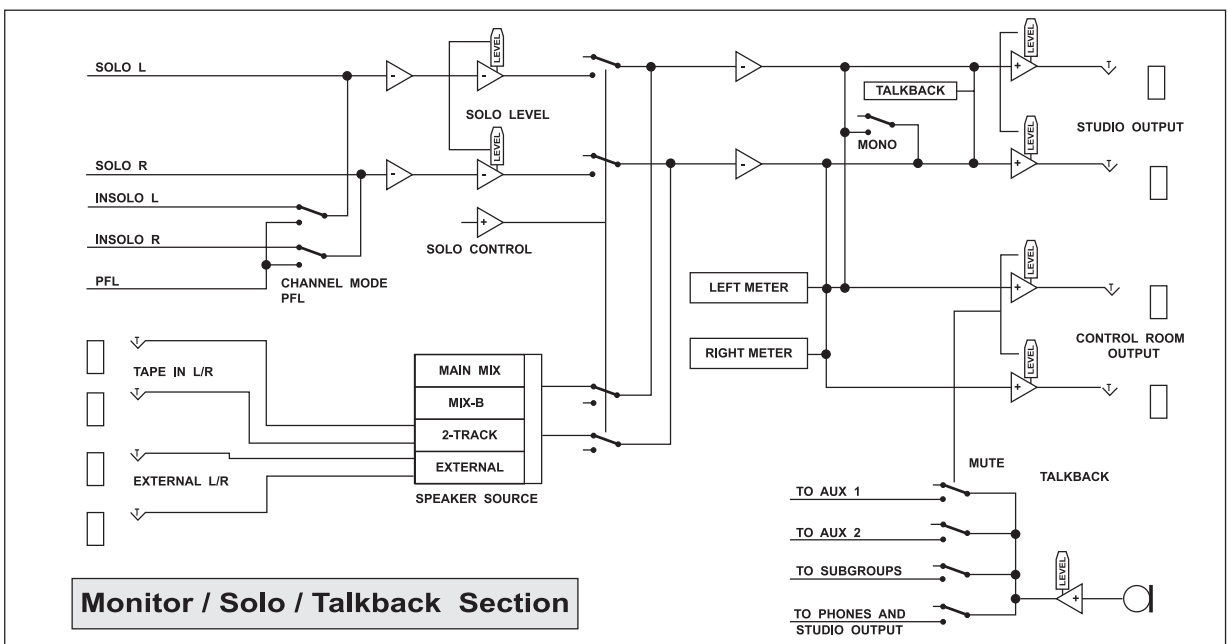 SOLO L
LEVEL
-
-
SOLO LEVEL
LEVEL
SOLO R
-
-
INSOLO L
INSOLO R
PFL
CHANNEL MODE
PFL
+
SOLO CONTROL
-
-
TALKBACK
MONO
LEVEL
+
T
STUDIO OUTPUT
LEVEL
+
T
LEFT METER
RIGHT METER
LEVEL
+
T
CONTROL ROOM
OUTPUT
LEVEL
+
T
T
TAPE IN L/R
T
T
EXTERNAL L/R
T
MAIN MIX
MIX-B
2-TRACK
EXTERNAL
SPEAKER SOURCE
MUTE
TALKBACK
TO AUX 1
TO AUX 2
TO SUBGROUPS
TO PHONES AND
STUDIO OUTPUT
LEVEL
+
Monitor / Solo / Talkback Section